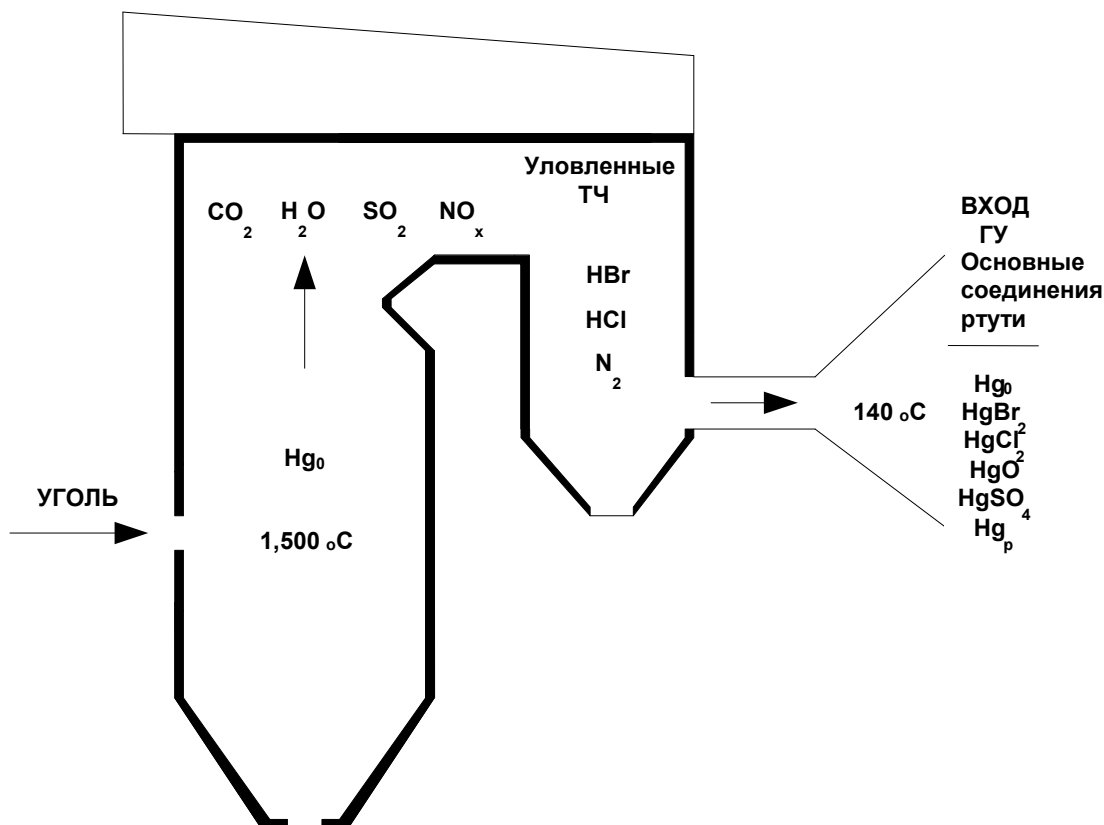 Уловленные
ТЧ
CO2 H2O SO2 NOx
HBr
HCl
N2
Hg0
УГОЛЬ
1,500 oC
140 oC
ВХОД
ГУ
Основные
соединения
ртути
Hg0
HgBr2
HgCl2
HgO
HgSO4
Hgp